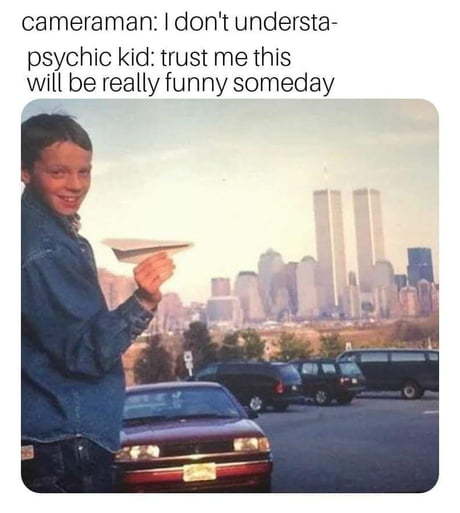 cameraman: I don't understa-
psychic kid: trust me this
will be really funny someday